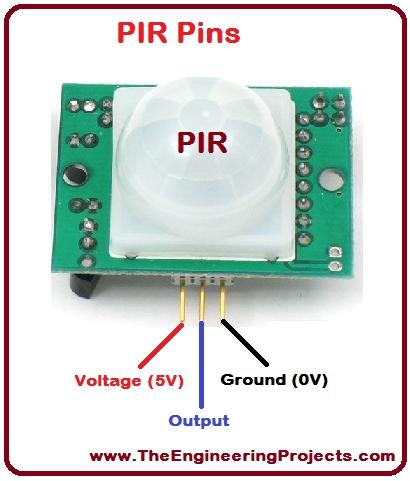 PIR Pins
PIR
Voltage (5V)
Ground (0V)
Output
www.TheEngineeringProjects.com